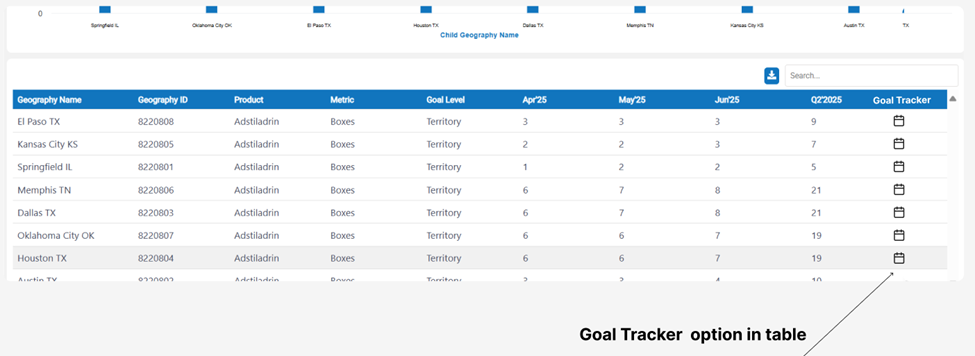 0
Springfield IL Oklahoma City OK El Paso TX Houston TX Dallas TX Memphis TN Kansas City KS Austin TX TX
Child Geography Name
Search...
Geography Name Geography ID Product Metric Goal Level Apr'25 May'25 Jun'25 Q2'2025 Goal Tracker
El Paso TX 8220808 Adstiladrin Boxes Territory 3 3 3 9
Kansas City KS 8220805 Adstiladrin Boxes Territory 2 2 3 7
Springfield IL 8220801 Adstiladrin Boxes Territory 1 2 2 5
Memphis TN 8220806 Adstiladrin Boxes Territory 6 7 8 21
Dallas TX 8220803 Adstiladrin Boxes Territory 6 7 8 21
Oklahoma City OK 8220807 Adstiladrin Boxes Territory 6 6 7 19
Houston TX 8220804 Adstiladrin Boxes Territory 6 6 7 19
Austin TX 8220802 Adstiladrin Boxes Territory 3 3 4 10
Goal Tracker option in table